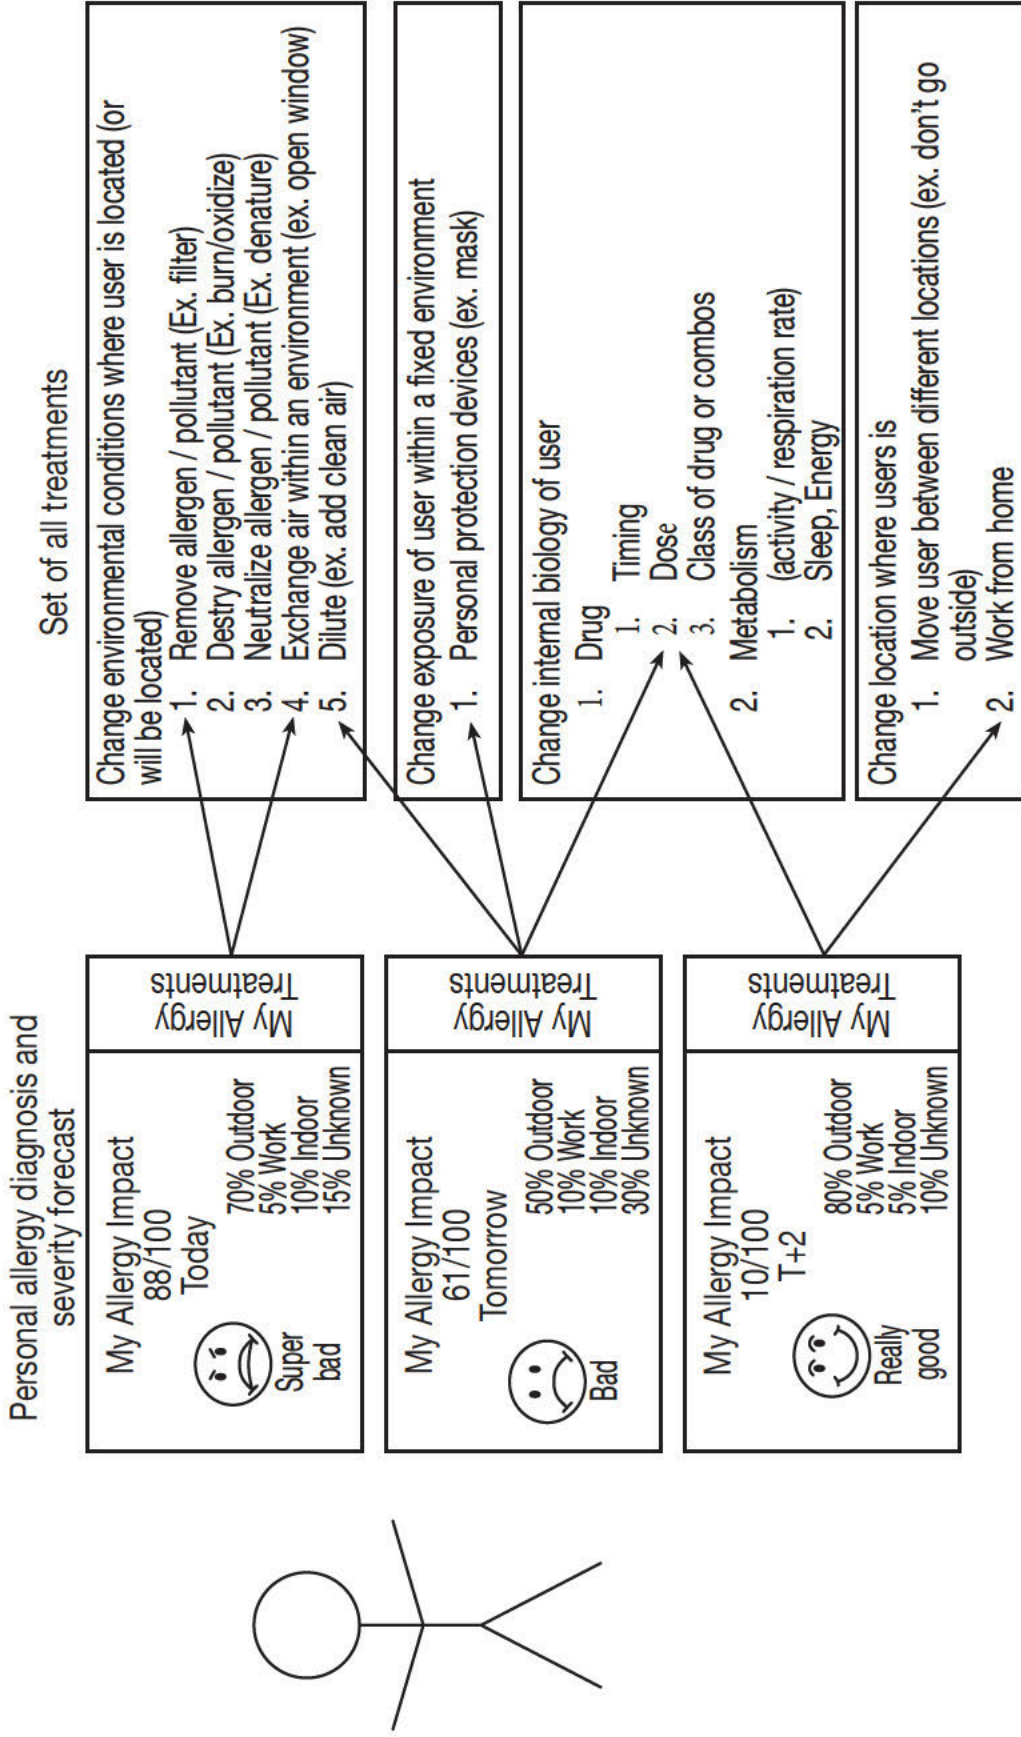 Personal allergy diagnosis and
severity forecast
My Allergy Impact
88/100
Today
Super
bad
70% Outdoor
5% Work
10% Indoor
15% Unknown
My Allergy
Treatments
My Allergy Impact
61/100
Tomorrow
Bad
50% Outdoor
10% Work
10% Indoor
30% Unknown
My Allergy
Treatments
My Allergy Impact
10/100
T+2
Really
good
80% Outdoor
5% Work
5% Indoor
10% Unknown
My Allergy
Treatments
Set of all treatments
Change environmental conditions where user is located (or
will be located)
1. Remove allergen / pollutant (Ex. filter)
2. Destry allergen / pollutant (Ex. burn/oxidize)
3. Neutralize allergen / pollutant (Ex. denature)
4. Exchange air within an environment (ex. open window)
5. Dilute (ex. add clean air)
Change exposure of user within a fixed environment
1. Personal protection devices (ex. mask)
Change internal biology of user
1. Drug
1. Timing
2. Dose
3. Class of drug or combos
2. Metabolism
1. (activity / respiration rate)
2. Sleep, Energy
Change location where users is
1. Move user between different locations (ex. don't go
outside)
2. Work from home